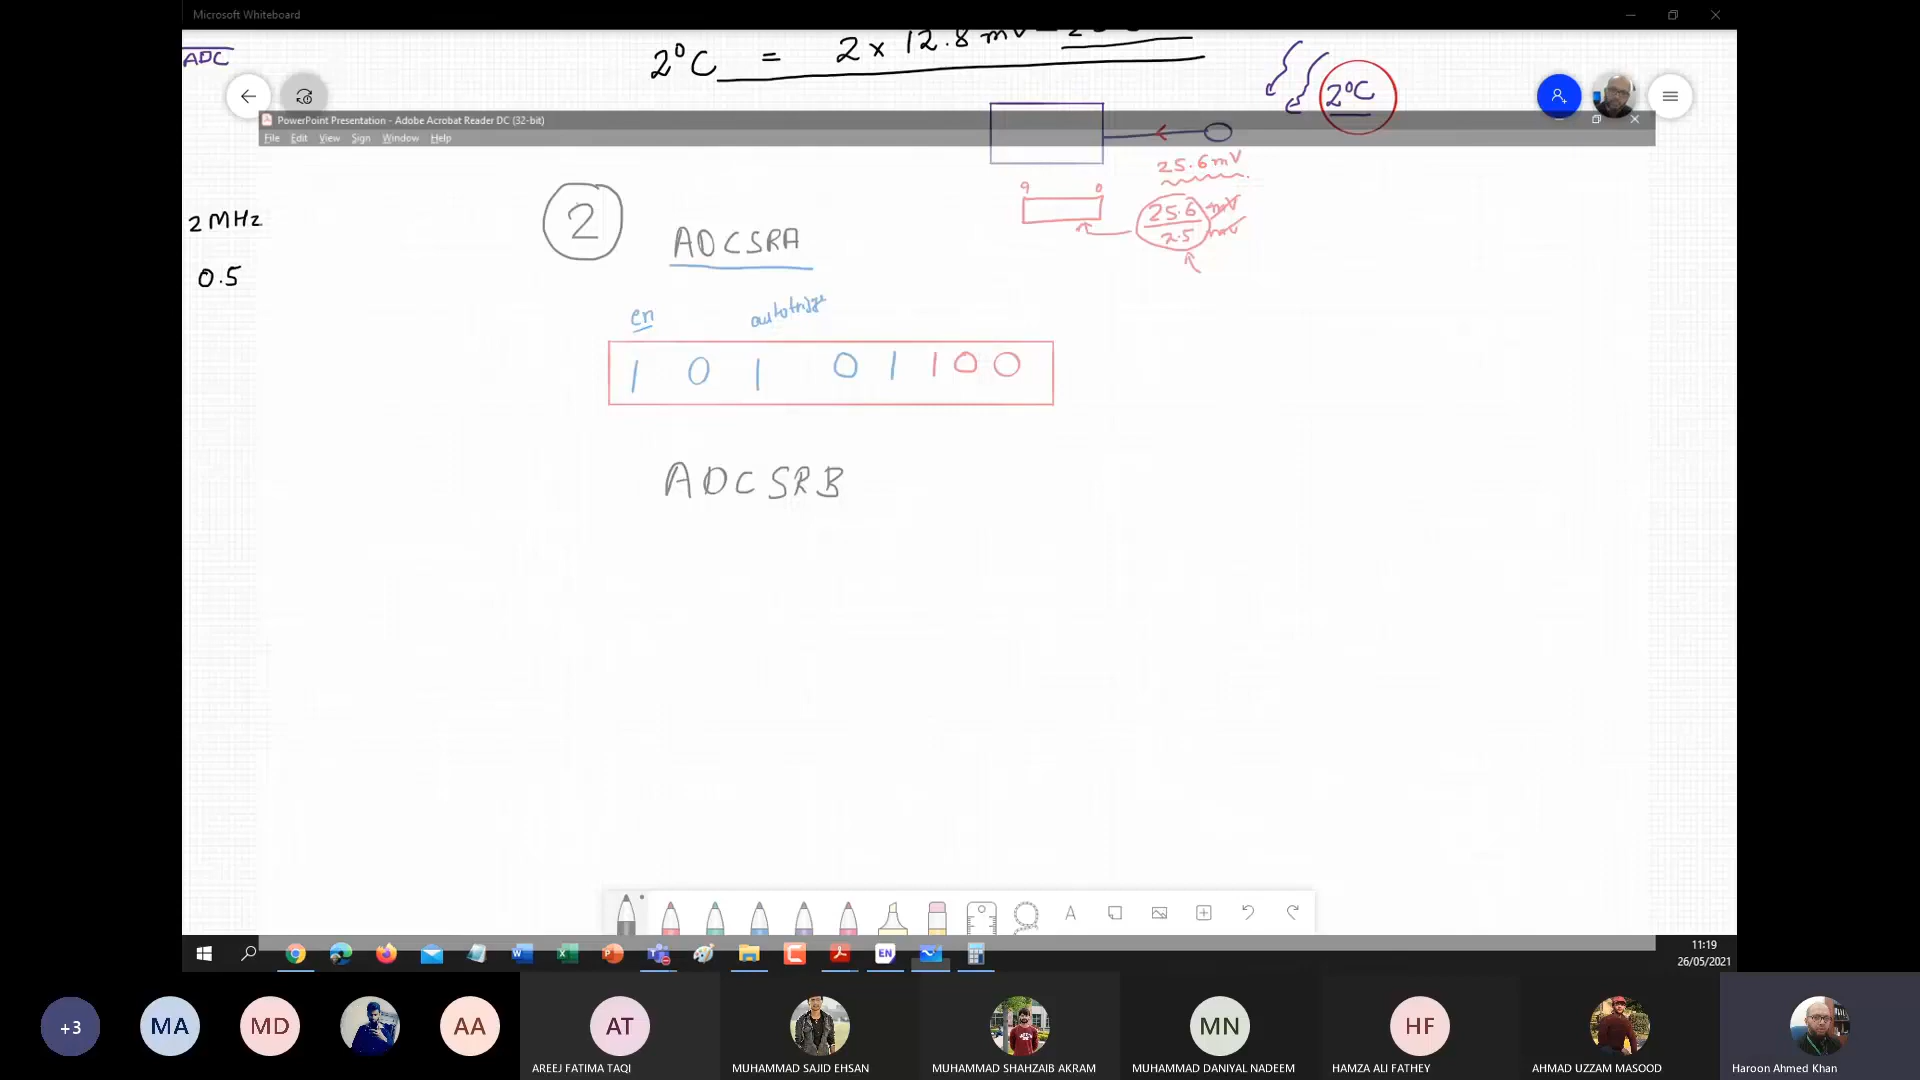 Microsoft Whiteboard
ADC
2°C = 2 x 12.8 mV
2°C
PowerPoint Presentation - Adobe Acrobat Reader DC (32-bit)
File Edit View Sign Window Help
25.6 mV
9 0
2 MHz
2
ADCSRA
25.6 mV
2.5 mV
0.5
en autotrigge
1 0 1 0 1 1 0 0
ADCSRB
A
W X P EN
11:19
26/05/2021
+3 MA MD AA AT MN HF
AREEJ FATIMA TAQI MUHAMMAD SAJID EHSAN MUHAMMAD SHAHZAIB AKRAM MUHAMMAD DANIYAL NADEEM HAMZA ALI FATHEY AHMAD UZZAM MASOOD Haroon Ahmed Khan